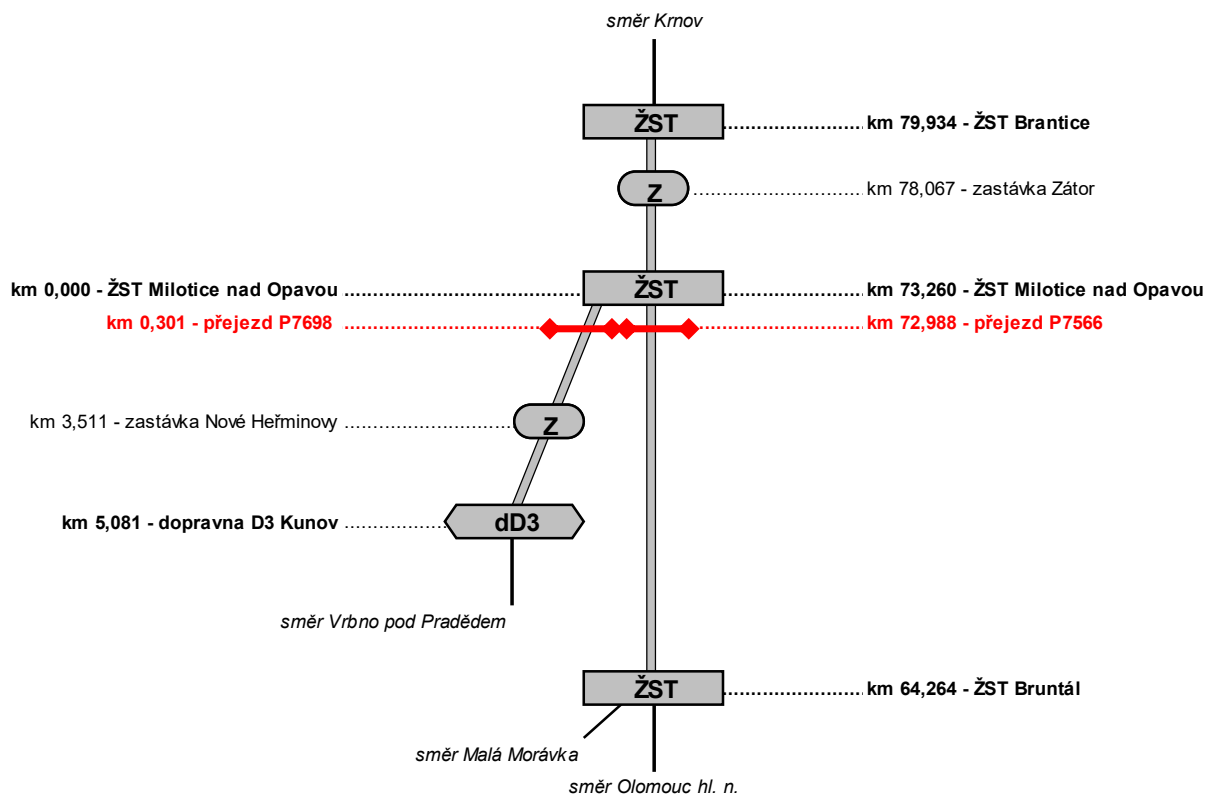 směr Krnov
ŽST
km 79,934 - ŽST Brantice
Z
km 78,067 - zastávka Zátor
km 0,000 - ŽST Milotice nad Opavou
ŽST
km 73,260 - ŽST Milotice nad Opavou
km 0,301 - přejezd P7698
km 72,988 - přejezd P7566
km 3,511 - zastávka Nové Heřminovy
Z
km 5,081 - dopravna D3 Kunov
dD3
směr Vrbno pod Pradědem
ŽST
km 64,264 - ŽST Bruntál
směr Malá Morávka
směr Olomouc hl. n.